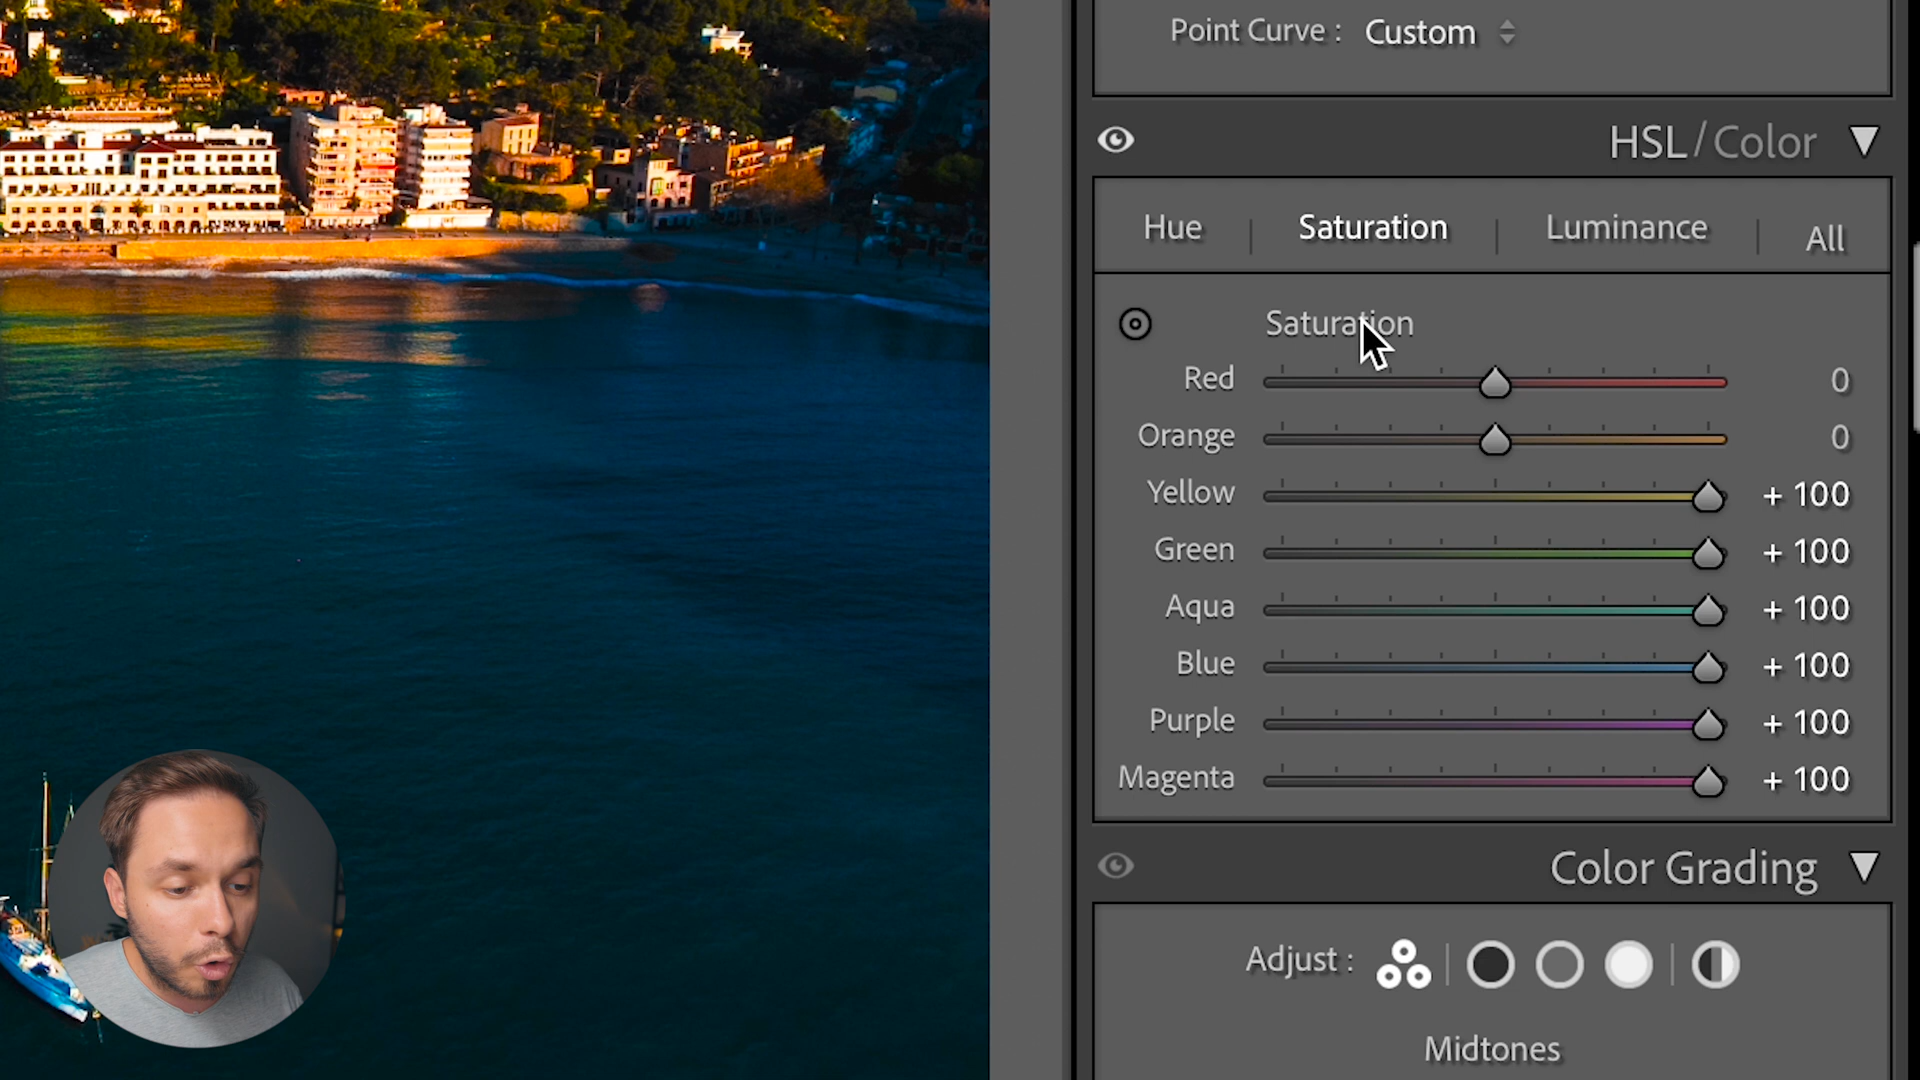 Point Curve : Custom
HSL / Color
Hue | Saturation | Luminance | All
Saturation
Red 0
Orange 0
Yellow + 100
Green + 100
Aqua + 100
Blue + 100
Purple + 100
Magenta + 100
Color Grading
Adjust :
Midtones